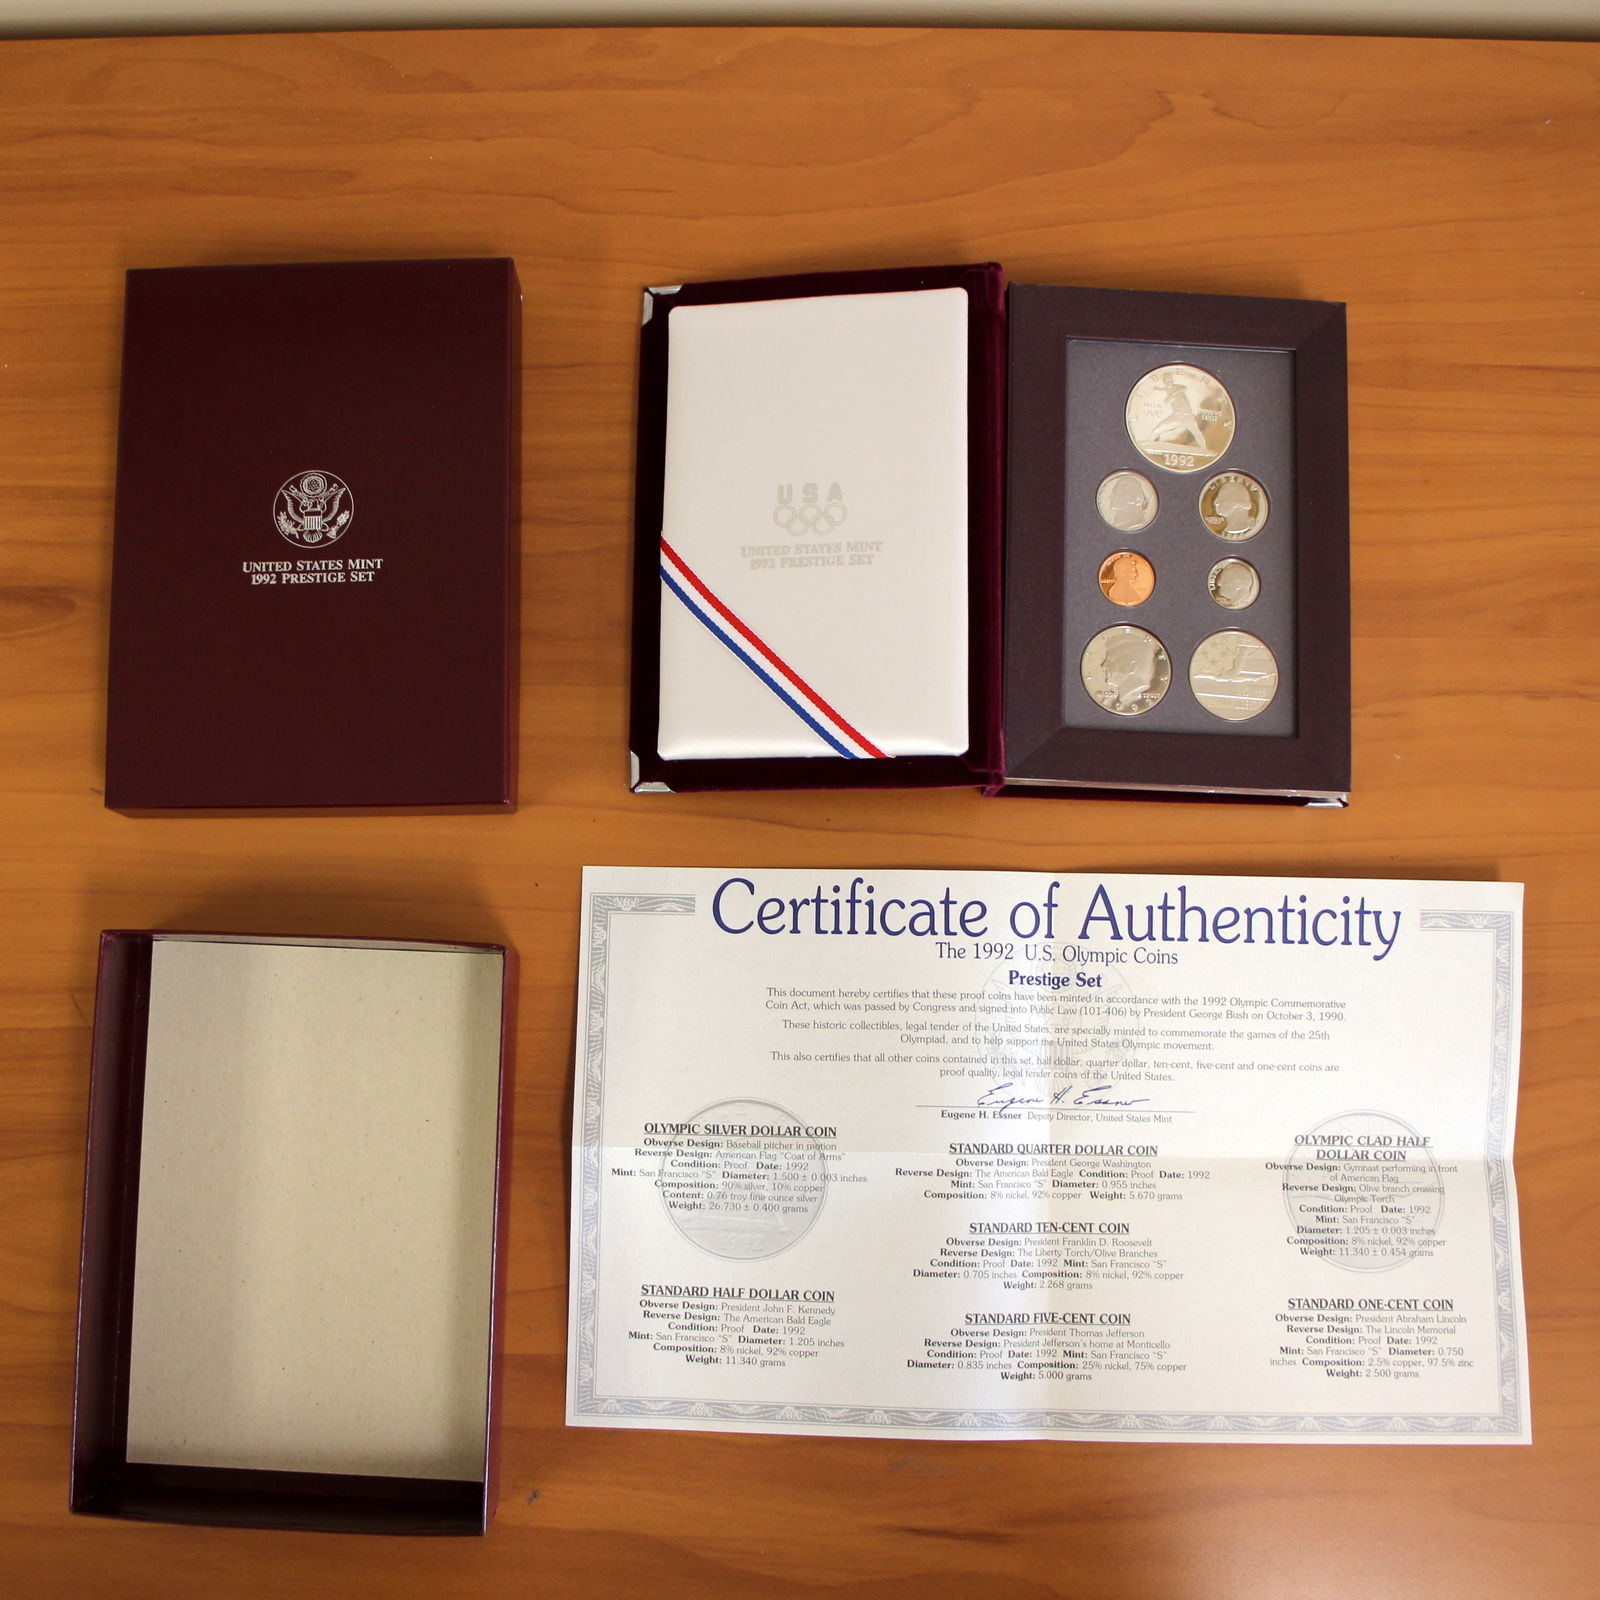 UNITED STATES MINT
1992 PRESTIGE SET
USA
UNITED STATES MINT
1992 PRESTIGE SET
1992
LIBERTY
Certificate of Authenticity
The 1992 U.S. Olympic Coins
Prestige Set
This document hereby certifies that these proof coins have been minted in accordance with the 1992 Olympic Commemorative
Coin Act, which was passed by Congress and signed into Public Law (101-406) by President George Bush on October 3, 1990.
These historic collectibles, legal tender of the United States, are specially minted to commemorate the games of the 25th
Olympiad, and to help support the United States Olympic movement.
This also certifies that all other coins contained in this set, half dollar, quarter dollar, ten-cent, five-cent and one-cent coins are
proof quality, legal tender coins of the United States.
Eugene H. Essner
Eugene H. Essner Deputy Director, United States Mint
OLYMPIC SILVER DOLLAR COIN
Obverse Design: Baseball pitcher in motion
Reverse Design: American Flag "Coat of Arms"
Condition: Proof Date: 1992
Mint: San Francisco "S" Diameter: 1.500 ± 0.003 inches
Composition: 90% silver, 10% copper
Content: 0.76 troy fine ounce silver
Weight: 26.730 ± 0.400 grams
STANDARD HALF DOLLAR COIN
Obverse Design: President John F. Kennedy
Reverse Design: The American Bald Eagle
Condition: Proof Date: 1992
Mint: San Francisco "S" Diameter: 1.205 inches
Composition: 8% nickel, 92% copper
Weight: 11.340 grams
STANDARD QUARTER DOLLAR COIN
Obverse Design: President George Washington
Reverse Design: The American Bald Eagle Condition: Proof Date: 1992
Mint: San Francisco "S" Diameter: 0.955 inches
Composition: 8% nickel, 92% copper Weight: 5.670 grams
STANDARD TEN-CENT COIN
Obverse Design: President Franklin D. Roosevelt
Reverse Design: The Liberty Torch/Olive Branches
Condition: Proof Date: 1992 Mint: San Francisco "S"
Diameter: 0.705 inches Composition: 8% nickel, 92% copper
Weight: 2.268 grams
STANDARD FIVE-CENT COIN
Obverse Design: President Thomas Jefferson
Reverse Design: President Jefferson's home at Monticello
Condition: Proof Date: 1992 Mint: San Francisco "S"
Diameter: 0.835 inches Composition: 25% nickel, 75% copper
Weight: 5.000 grams
OLYMPIC CLAD HALF
DOLLAR COIN
Obverse Design: Gymnast performing in front
of American Flag
Reverse Design: Olive branch crossing
Olympic Torch
Condition: Proof Date: 1992
Mint: San Francisco "S"
Diameter: 1.205 ± 0.003 inches
Composition: 8% nickel, 92% copper
Weight: 11.340 ± 0.454 grams
STANDARD ONE-CENT COIN
Obverse Design: President Abraham Lincoln
Reverse Design: The Lincoln Memorial
Condition: Proof Date: 1992
Mint: San Francisco "S" Diameter: 0.750
inches Composition: 2.5% copper, 97.5% zinc
Weight: 2.500 grams